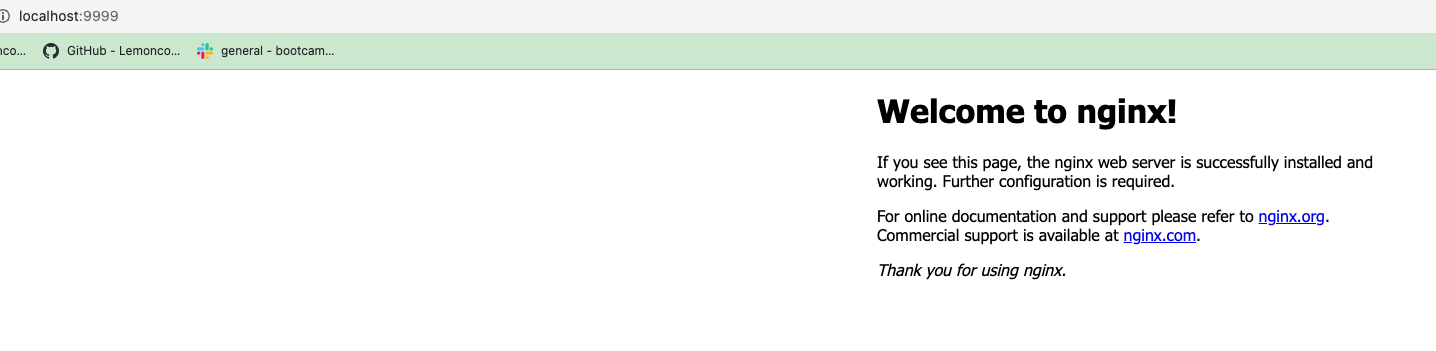 localhost:9999
nco... GitHub - Lemonco... general - bootcam...
Welcome to nginx!
If you see this page, the nginx web server is successfully installed and
working. Further configuration is required.
For online documentation and support please refer to nginx.org.
Commercial support is available at nginx.com.
Thank you for using nginx.